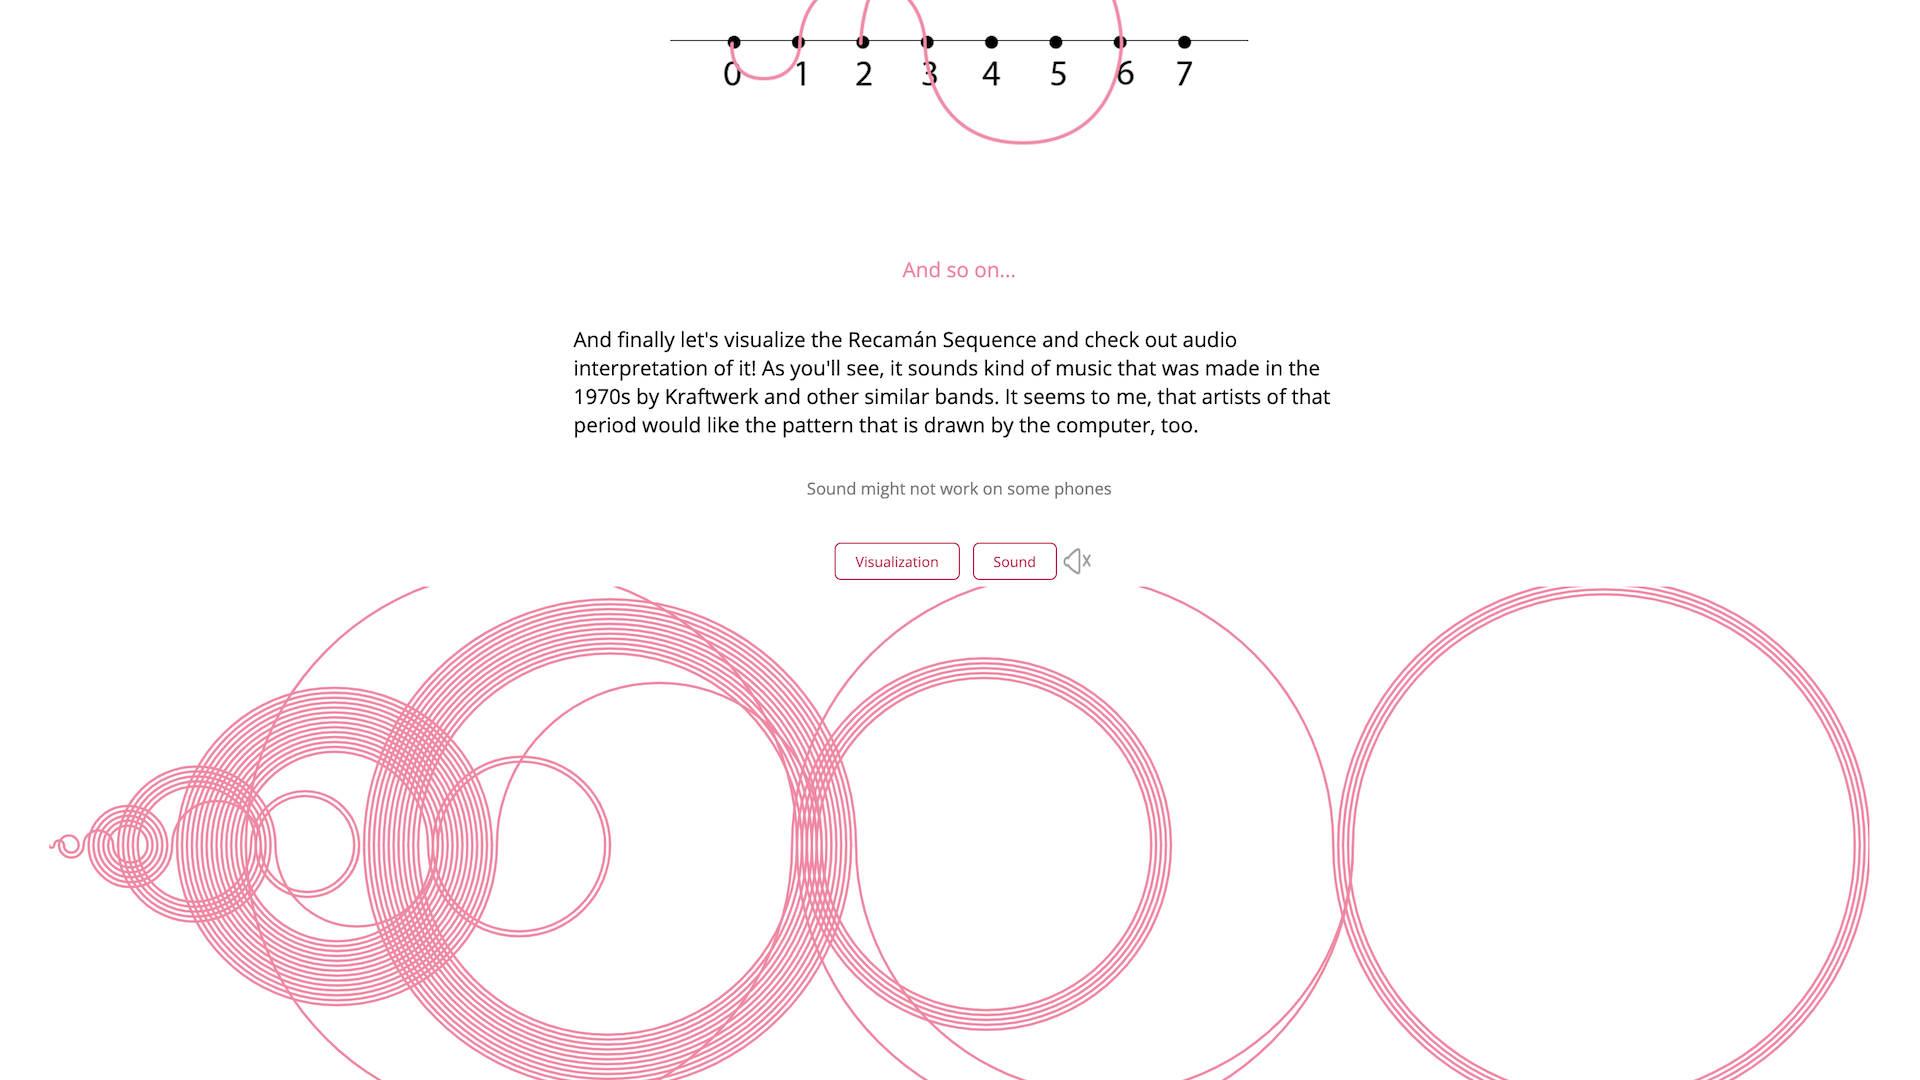 0 1 2 3 4 5 6 7
And so on...
And finally let's visualize the Recamán Sequence and check out audio
interpretation of it! As you'll see, it sounds kind of music that was made in the
1970s by Kraftwerk and other similar bands. It seems to me, that artists of that
period would like the pattern that is drawn by the computer, too.
Sound might not work on some phones
Visualization Sound